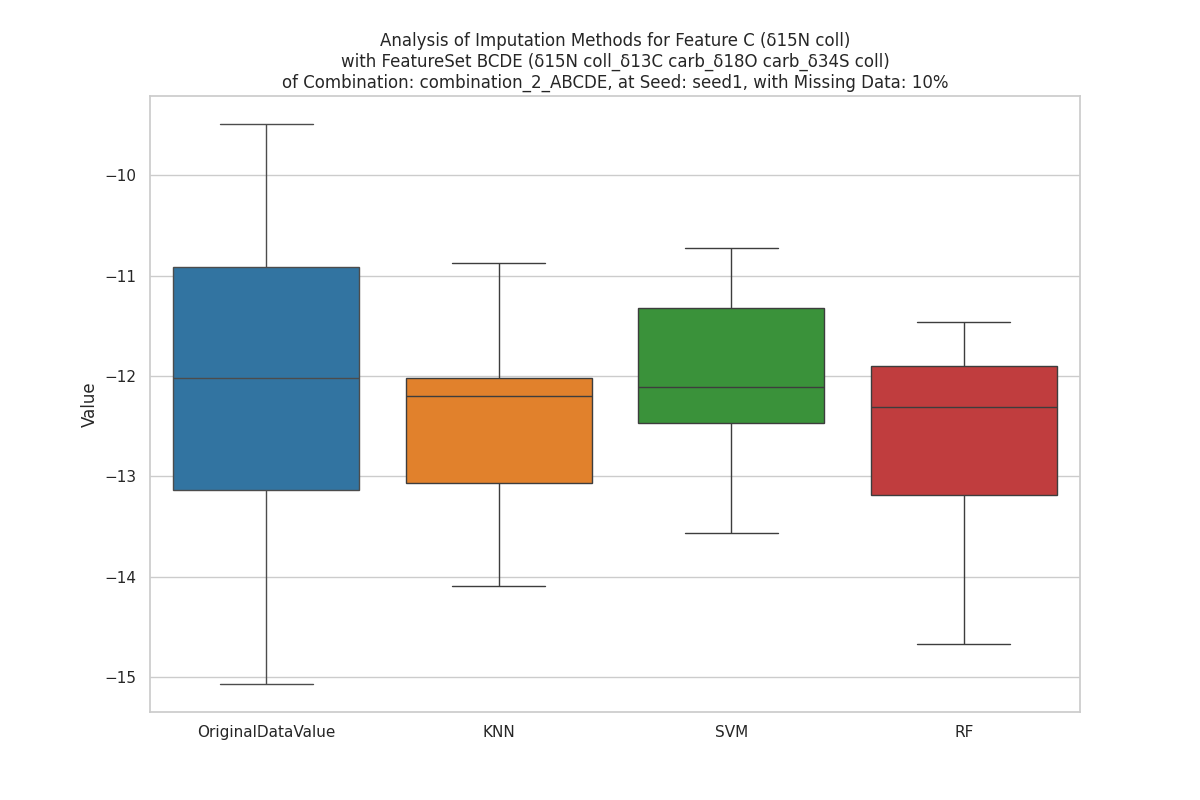 Analysis of Imputation Methods for Feature C (δ15N coll)
with FeatureSet BCDE (δ15N coll_δ13C carb_δ18O carb_δ34S coll)
of Combination: combination_2_ABCDE, at Seed: seed1, with Missing Data: 10%
−10
−11
−12
−13
−14
−15
Value
OriginalDataValue
KNN
SVM
RF